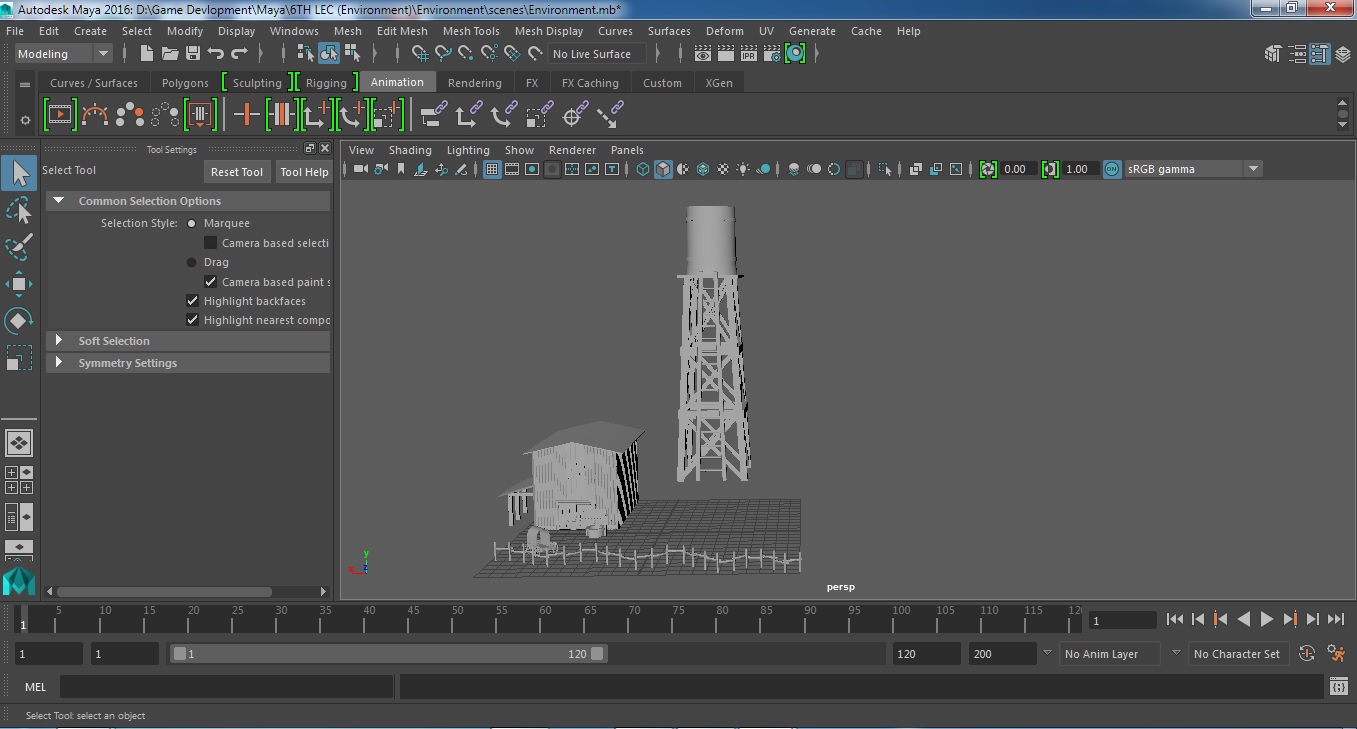 Autodesk Maya 2016: D:\Game Devlopment\Maya\6TH LEC (Environment)\Environment\scenes\Environment.mb*
File Edit Create Select Modify Display Windows Mesh Edit Mesh Mesh Tools Mesh Display Curves Surfaces Deform UV Generate Cache Help
Modeling No Live Surface IPR
Curves / Surfaces Polygons Sculpting Rigging Animation Rendering FX FX Caching Custom XGen
Tool Settings
View Shading Lighting Show Renderer Panels
Select Tool Reset Tool Tool Help
0.00 1.00 ON sRGB gamma
Common Selection Options
Selection Style: Marquee
Camera based selecti
Drag
Camera based paint s
Highlight backfaces
Highlight nearest compo
Soft Selection
Symmetry Settings
y
x z
persp
1 5 10 15 20 25 30 35 40 45 50 55 60 65 70 75 80 85 90 95 100 105 110 115 12
1
1 1 1 120 120 200 No Anim Layer No Character Set
MEL
Select Tool: select an object